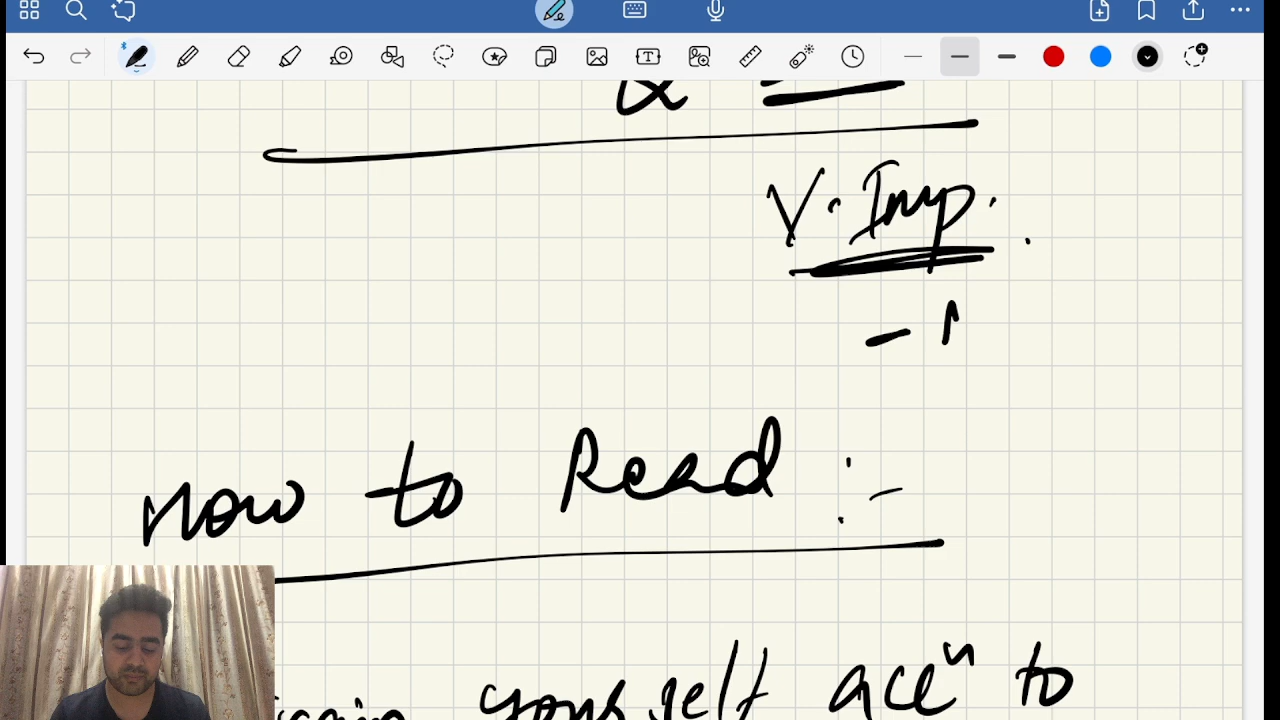 &
V. Imp.
-
How to Read :-
yourself acc^n to